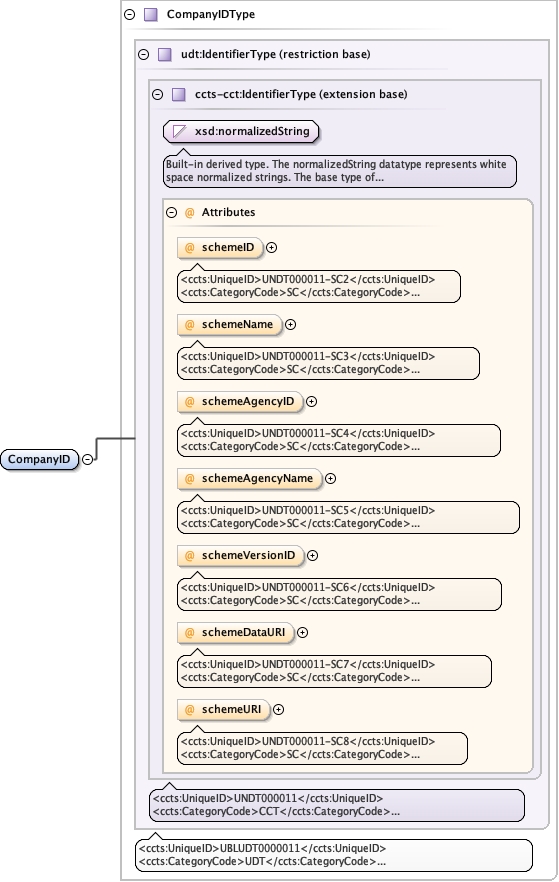 CompanyIDType
udt:IdentifierType (restriction base)
ccts-cct:IdentifierType (extension base)
xsd:normalizedString
Built-in derived type. The normalizedString datatype represents white
space normalized strings. The base type of...
@ Attributes
@ schemeID
<ccts:UniqueID>UNDT000011-SC2</ccts:UniqueID>
<ccts:CategoryCode>SC</ccts:CategoryCode>...
@ schemeName
<ccts:UniqueID>UNDT000011-SC3</ccts:UniqueID>
<ccts:CategoryCode>SC</ccts:CategoryCode>...
@ schemeAgencyID
<ccts:UniqueID>UNDT000011-SC4</ccts:UniqueID>
<ccts:CategoryCode>SC</ccts:CategoryCode>...
CompanyID
@ schemeAgencyName
<ccts:UniqueID>UNDT000011-SC5</ccts:UniqueID>
<ccts:CategoryCode>SC</ccts:CategoryCode>...
@ schemeVersionID
<ccts:UniqueID>UNDT000011-SC6</ccts:UniqueID>
<ccts:CategoryCode>SC</ccts:CategoryCode>...
@ schemeDataURI
<ccts:UniqueID>UNDT000011-SC7</ccts:UniqueID>
<ccts:CategoryCode>SC</ccts:CategoryCode>...
@ schemeURI
<ccts:UniqueID>UNDT000011-SC8</ccts:UniqueID>
<ccts:CategoryCode>SC</ccts:CategoryCode>...
<ccts:UniqueID>UNDT000011</ccts:UniqueID>
<ccts:CategoryCode>CCT</ccts:CategoryCode>...
<ccts:UniqueID>UBLUDT0000011</ccts:UniqueID>
<ccts:CategoryCode>UDT</ccts:CategoryCode>...